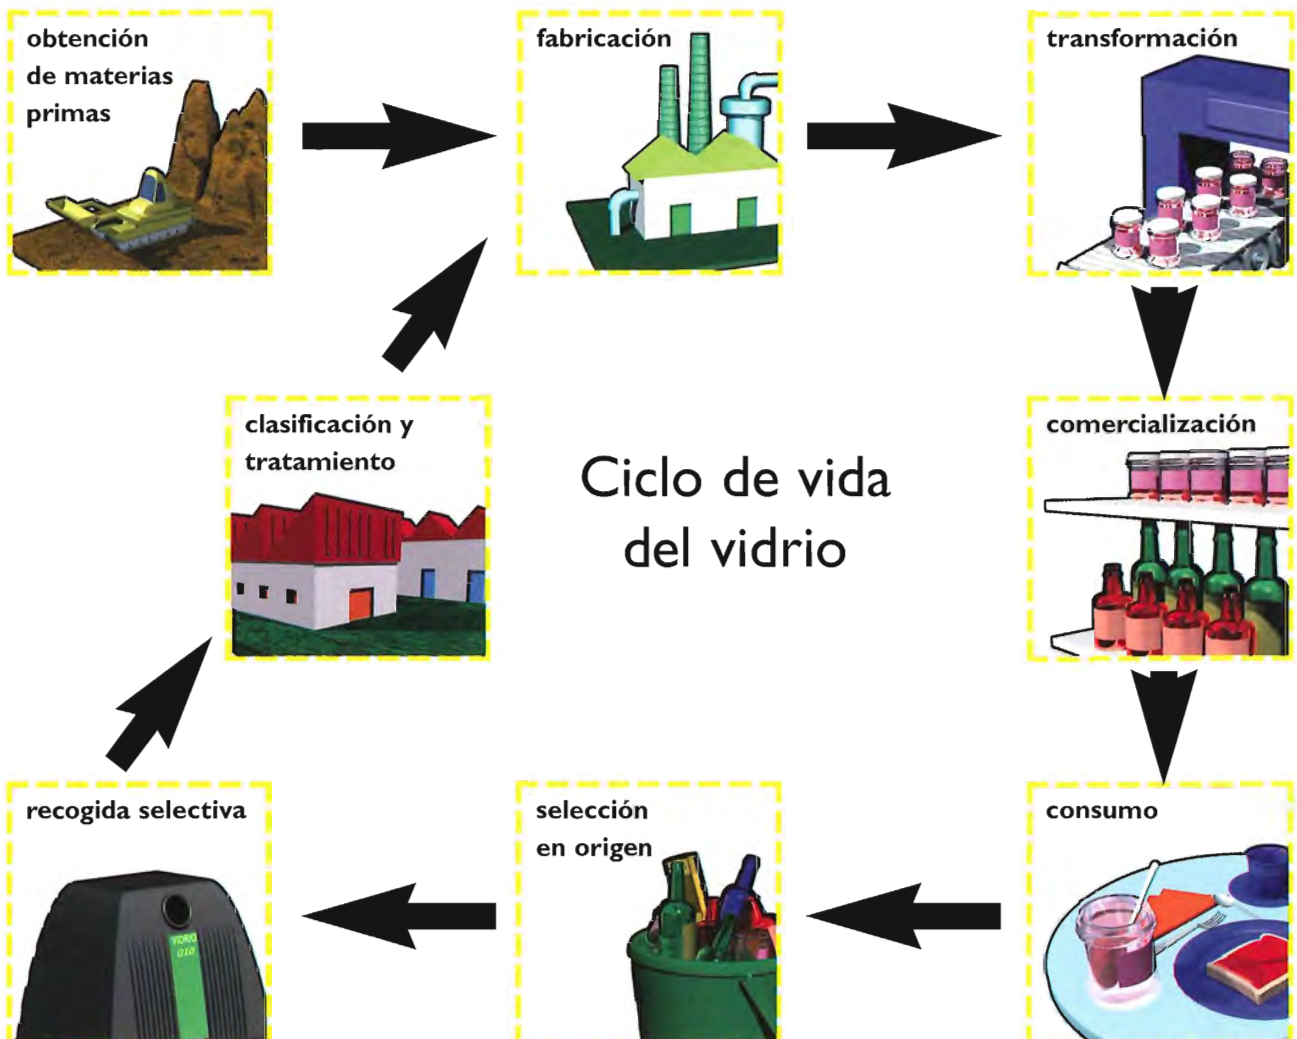 obtención
de materias
primas
fabricación
transformación
clasificación y
tratamiento
Ciclo de vida
del vidrio
comercialización
recogida selectiva
VIDRIO
010
selección
en origen
consumo